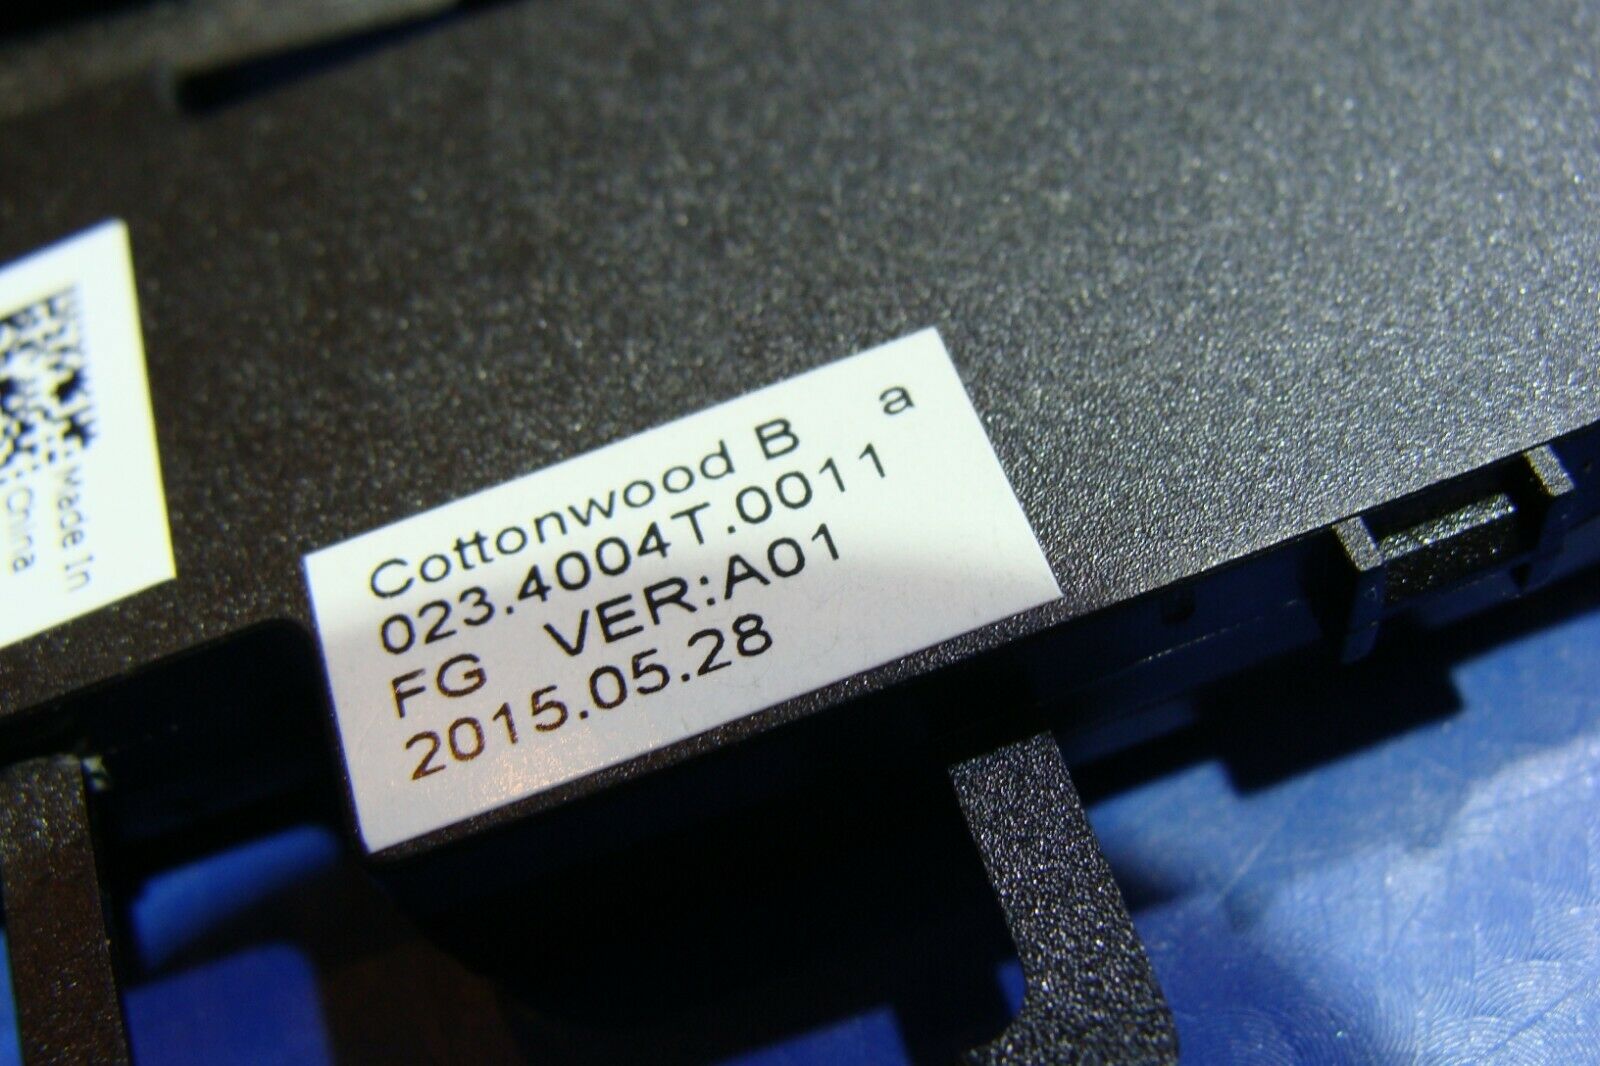 Made In
China
Cottonwood B a
023.4004T.0011
FG VER:A01
2015.05.28